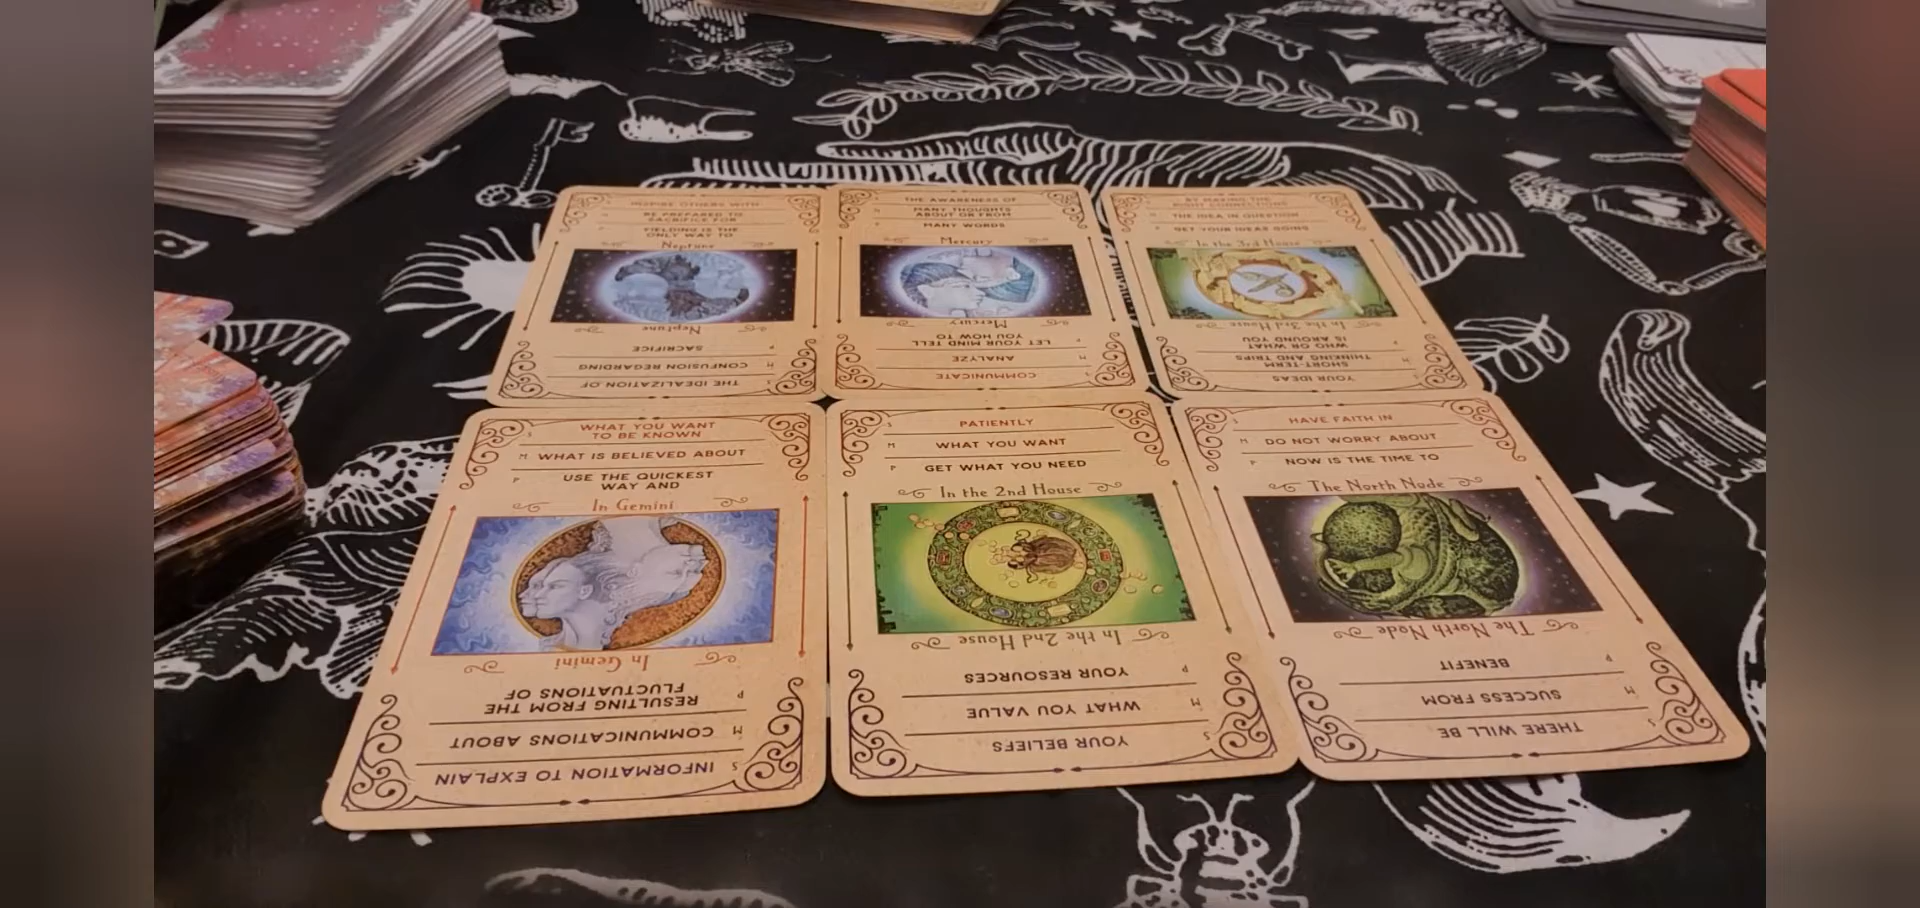 INSPIRE OTHERS WITH
M BE PREPARED TO
SACRIFICE FOR
P YIELDING IS THE
ONLY WAY TO
Neptune
Neptune
P SACRIFICE
M CONFUSION REGARDING
S THE IDEALIZATION OF
THE AWARENESS OF
M MANY THOUGHTS
ABOUT OR FROM
P MANY WORDS
Mercury
Mercury
P LET YOUR MIND TELL
YOU HOW TO
M ANALYZE
S COMMUNICATE
BY MAKING THE
RIGHT CONNECTIONS
M THE IDEA IN QUESTION
P GET YOUR IDEAS GOING
In the 3rd House
In the 3rd House
P WHO OR WHAT
IS AROUND YOU
M SHORT-TERM
THINKING AND TRIPS
S YOUR IDEAS
S WHAT YOU WANT
TO BE KNOWN
M WHAT IS BELIEVED ABOUT
P USE THE QUICKEST
WAY AND
In Gemini
In Gemini
P RESULTING FROM THE
FLUCTUATIONS OF
M COMMUNICATIONS ABOUT
S INFORMATION TO EXPLAIN
S PATIENTLY
M WHAT YOU WANT
P GET WHAT YOU NEED
In the 2nd House
In the 2nd House
P YOUR RESOURCES
M WHAT YOU VALUE
S YOUR BELIEFS
S HAVE FAITH IN
M DO NOT WORRY ABOUT
P NOW IS THE TIME TO
The North Node
The North Node
P BENEFIT
M SUCCESS FROM
S THERE WILL BE